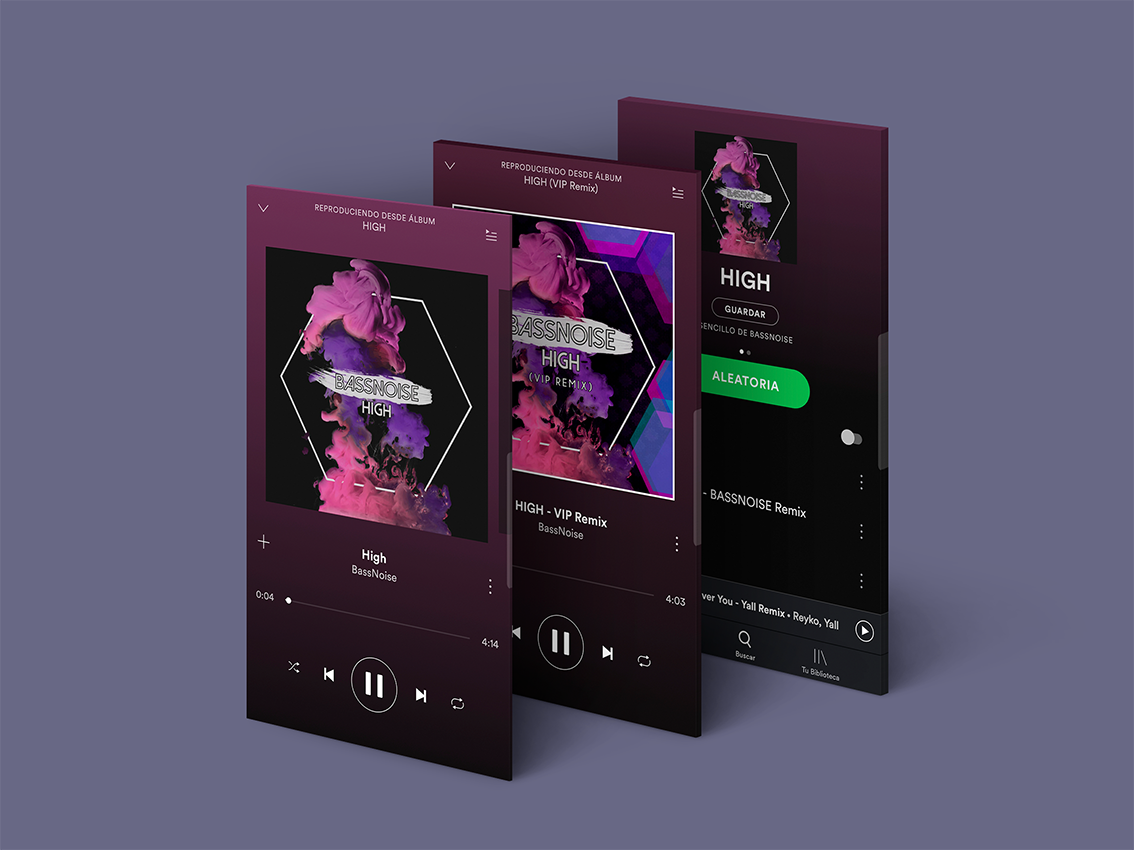 REPRODUCIENDO DESDE ÁLBUM
HIGH
BASSNOISE
HIGH
High
BassNoise
0:04
4:14
REPRODUCIENDO DESDE ÁLBUM
HIGH (VIP Remix)
BASSNOISE
HIGH
(VIP REMIX)
HIGH - VIP Remix
BassNoise
4:03
BASSNOISE
HIGH
HIGH
GUARDAR
SENCILLO DE BASSNOISE
ALEATORIA
- BASSNOISE Remix
You - Yall Remix • Reyko, Yall
Buscar
Tu Biblioteca